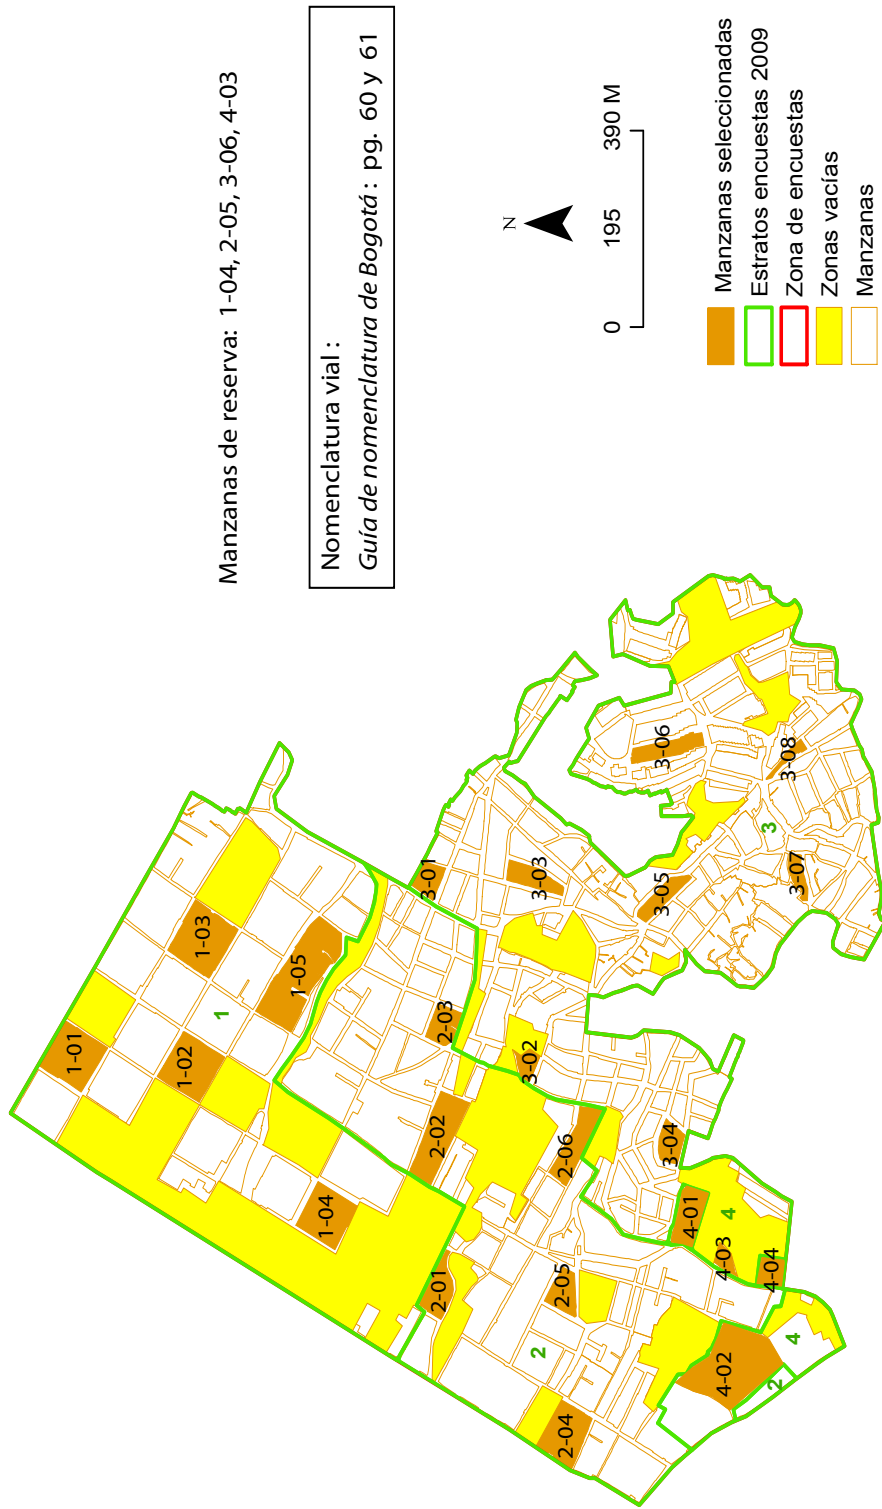 Manzanas de reserva: 1-04, 2-05, 3-06, 4-03
Nomenclatura vial :
Guía de nomenclatura de Bogotá : pg. 60 y 61
N
0 195 390 M
Manzanas seleccionadas
Estratos encuestas 2009
Zona de encuestas
Zonas vacías
Manzanas
1-01
1-02
1-03
1
1-05
1-04
2-03
2-02
2-01
2-06
2-05
2
2-04
3-01
3-03
3-02
3-06
3-05
3-08
3
3-07
3-04
4-01
4
4-03
4-04
4-02
4
2